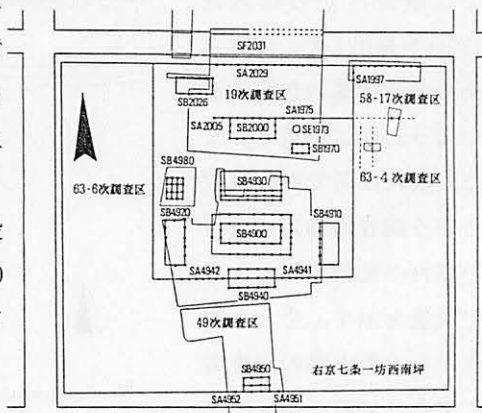 SF2031
SA2029
SA1997
SB2026
19次調査区
58-17次調査区
SA1975
SA2005
SB2000
SE1973
SB1970
SB4980
63-6次調査区
SB4930
63-4次調査区
SB4920
SB4910
SB4900
SA4942
SA4941
SB4940
49次調査区
SB4950
右京七条一坊西南坪
SA4952
SA4951